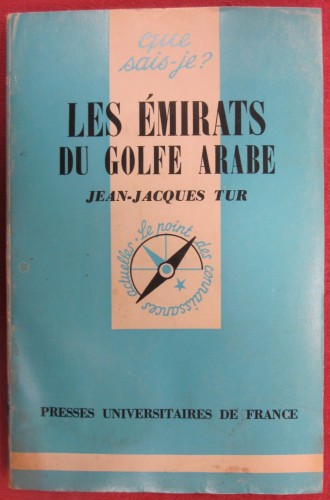 que
sais-je?
LES ÉMIRATS
DU GOLFE ARABE
JEAN-JACQUES TUR
Le point des connaissances actuelles.
PRESSES UNIVERSITAIRES DE FRANCE